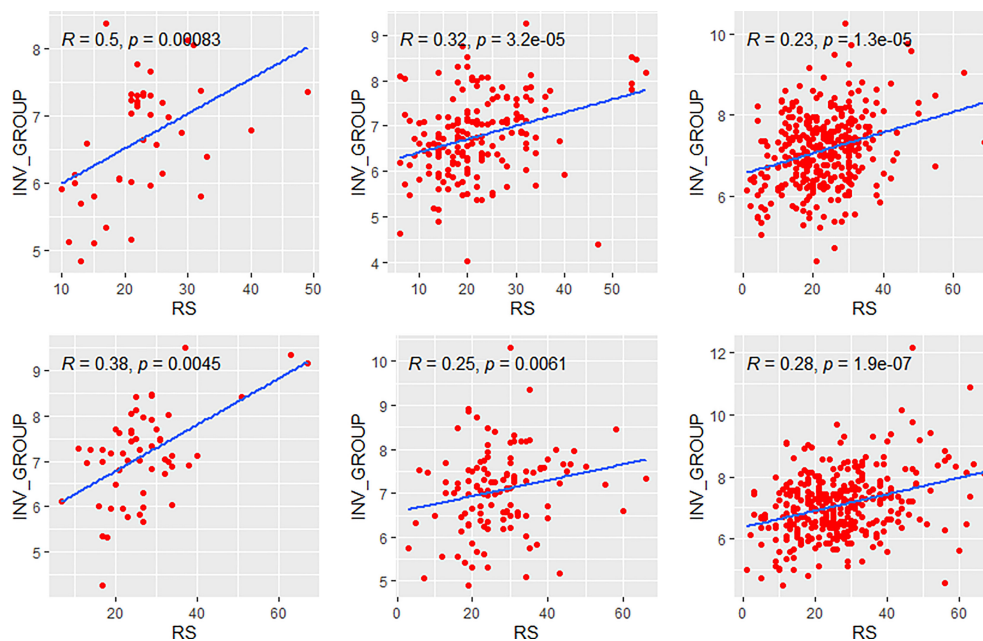 R = 0.5, p = 0.00083
8
7
6
5
INV_GROUP
10 20 30 40 50
RS
R = 0.32, p = 3.2e-05
9
8
7
6
5
4
INV_GROUP
10 20 30 40 50
RS
R = 0.23, p = 1.3e-05
10
8
6
INV_GROUP
0 20 40 60
RS
R = 0.38, p = 0.0045
9
8
7
6
5
INV_GROUP
20 40 60
RS
R = 0.25, p = 0.0061
10
9
8
7
6
5
INV_GROUP
0 20 40 60
RS
R = 0.28, p = 1.9e-07
12
10
8
6
INV_GROUP
0 20 40 60
RS